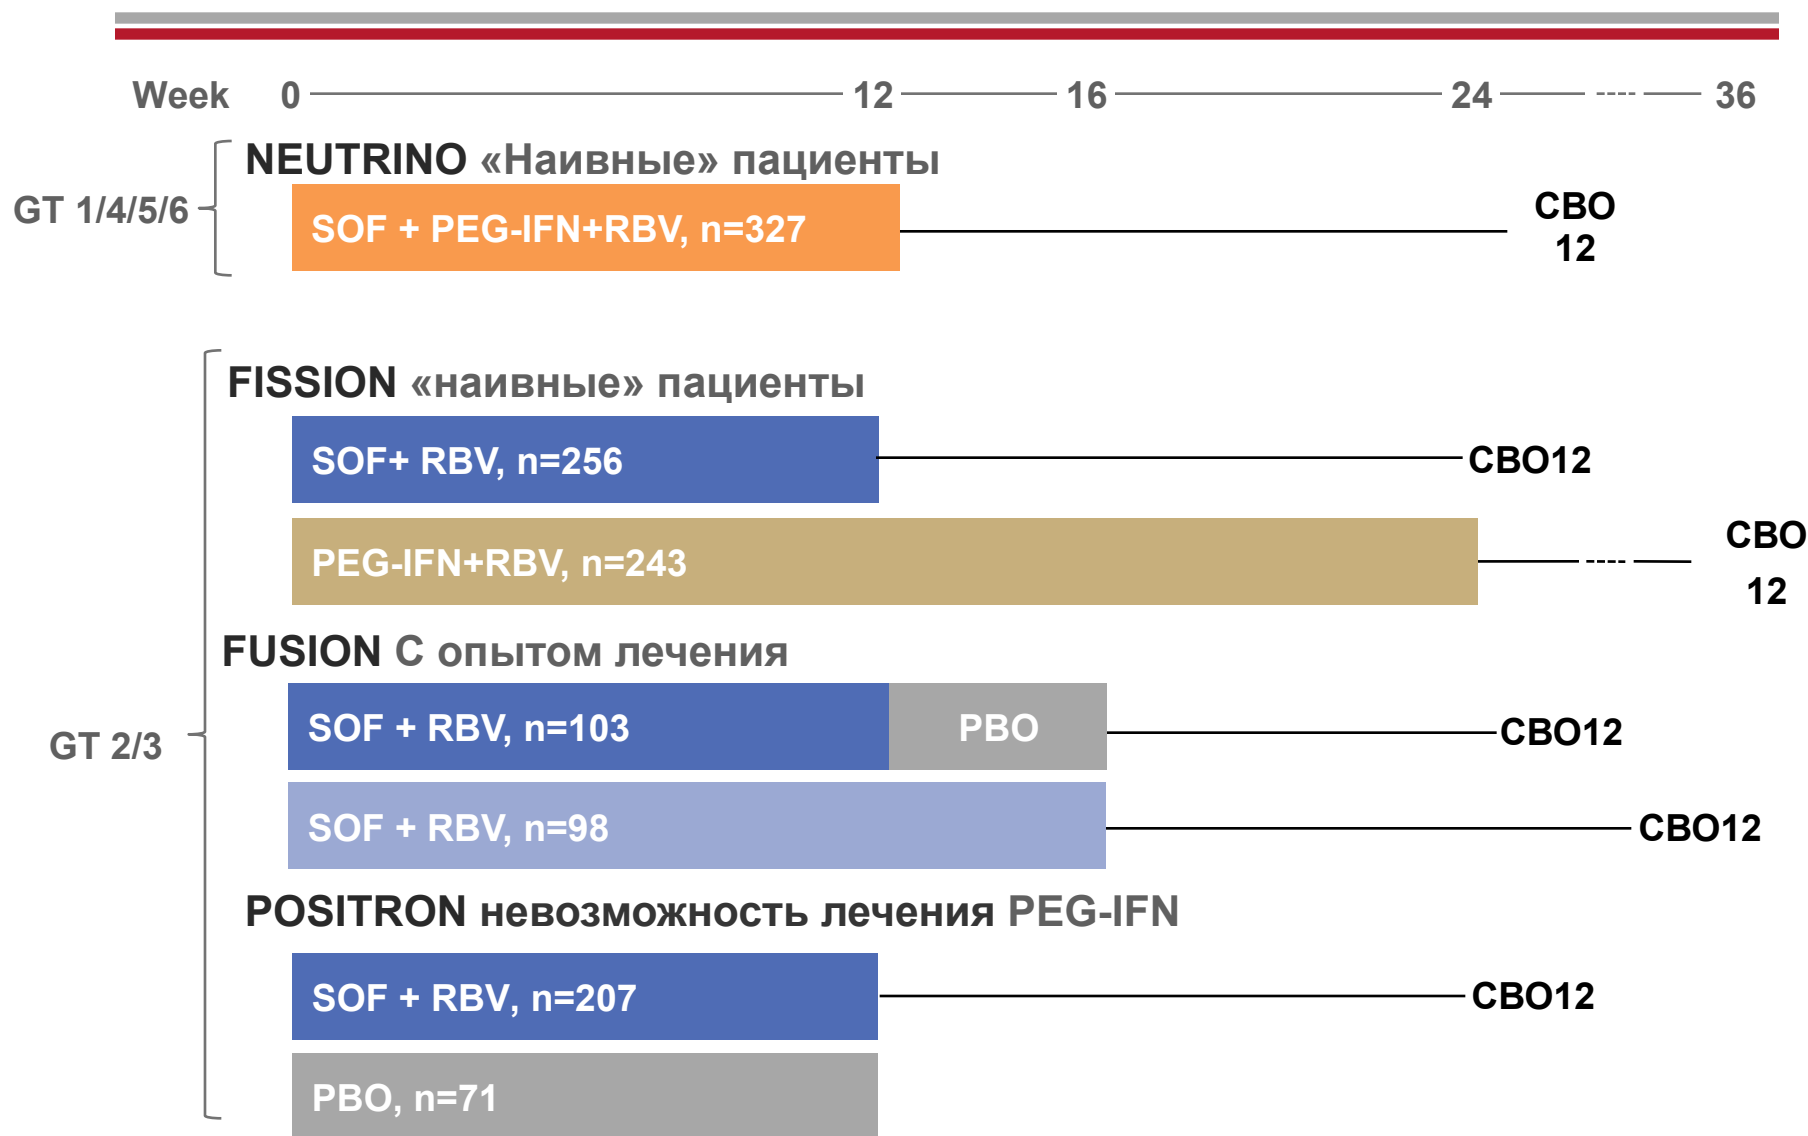 Week 0 12 16 24 36
NEUTRINO «Наивные» пациенты
GT 1/4/5/6
SOF + PEG-IFN+RBV, n=327
СВО
12
FISSION «наивные» пациенты
SOF+ RBV, n=256
СВО12
PEG-IFN+RBV, n=243
СВО
12
FUSION С опытом лечения
SOF + RBV, n=103
PBO
СВО12
GT 2/3
SOF + RBV, n=98
СВО12
POSITRON невозможность лечения PEG-IFN
SOF + RBV, n=207
СВО12
PBO, n=71